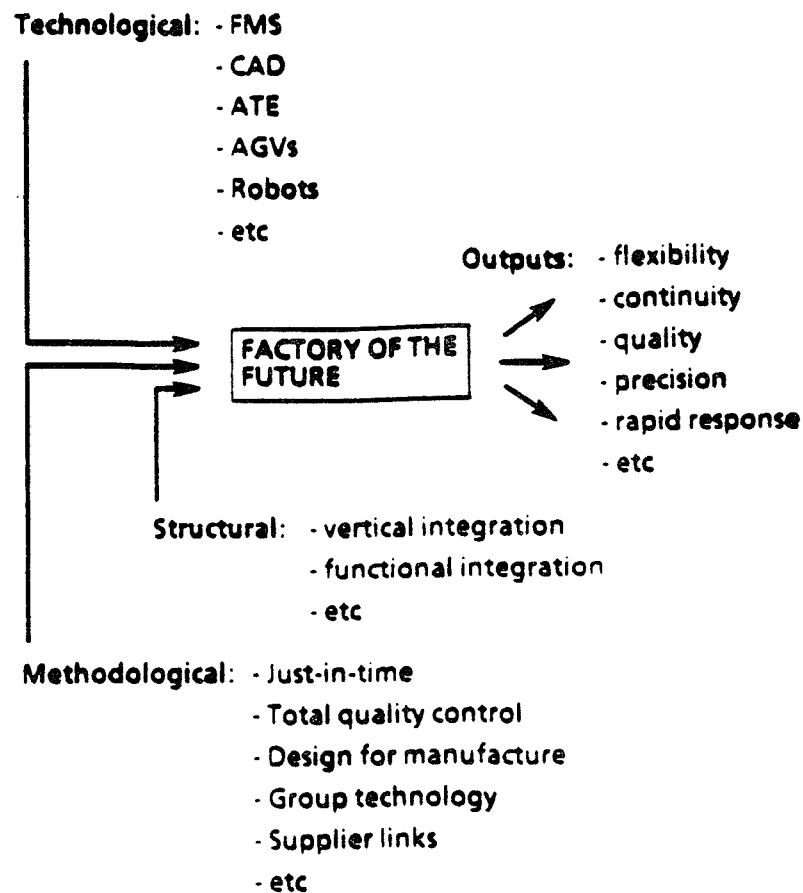 Technological: - FMS
- CAD
- ATE
- AGVs
- Robots
- etc
Outputs: - flexibility
- continuity
- quality
- precision
- rapid response
- etc
FACTORY OF THE
FUTURE
Structural: - vertical integration
- functional integration
- etc
Methodological: - Just-in-time
- Total quality control
- Design for manufacture
- Group technology
- Supplier links
- etc